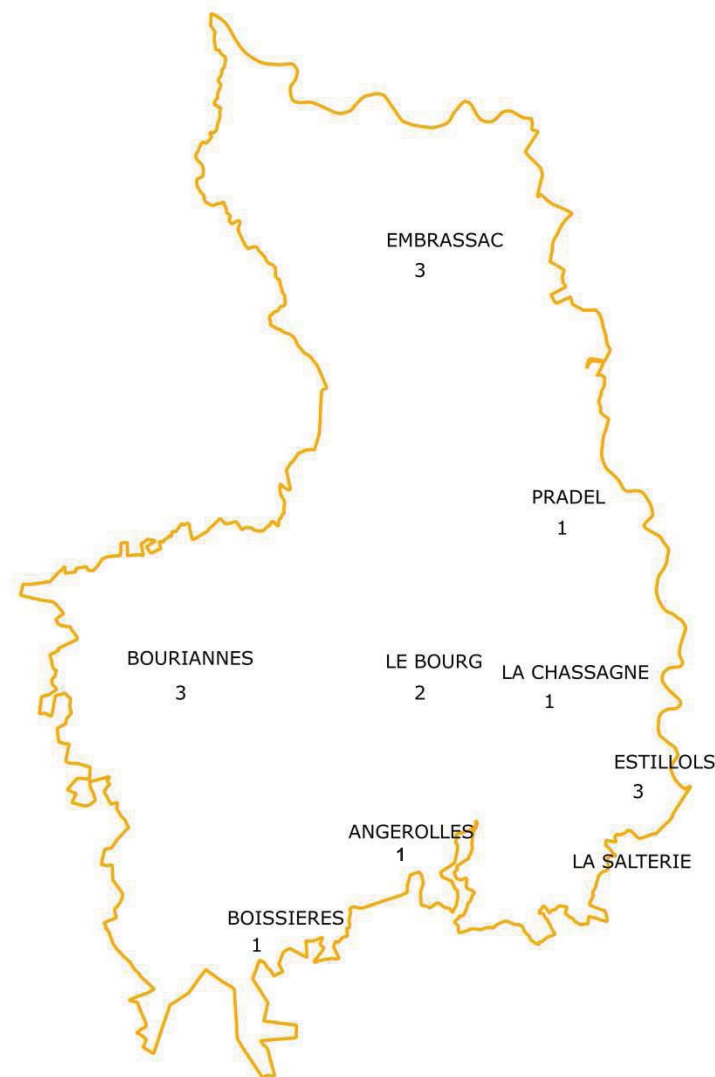 EMBRASSAC
3
PRADEL
1
BOURIANNES
3
LE BOURG
2
LA CHASSAGNE
1
ESTILLOLS
3
ANGEROLLES
1
LA SALTERIE
BOISSIERES
1